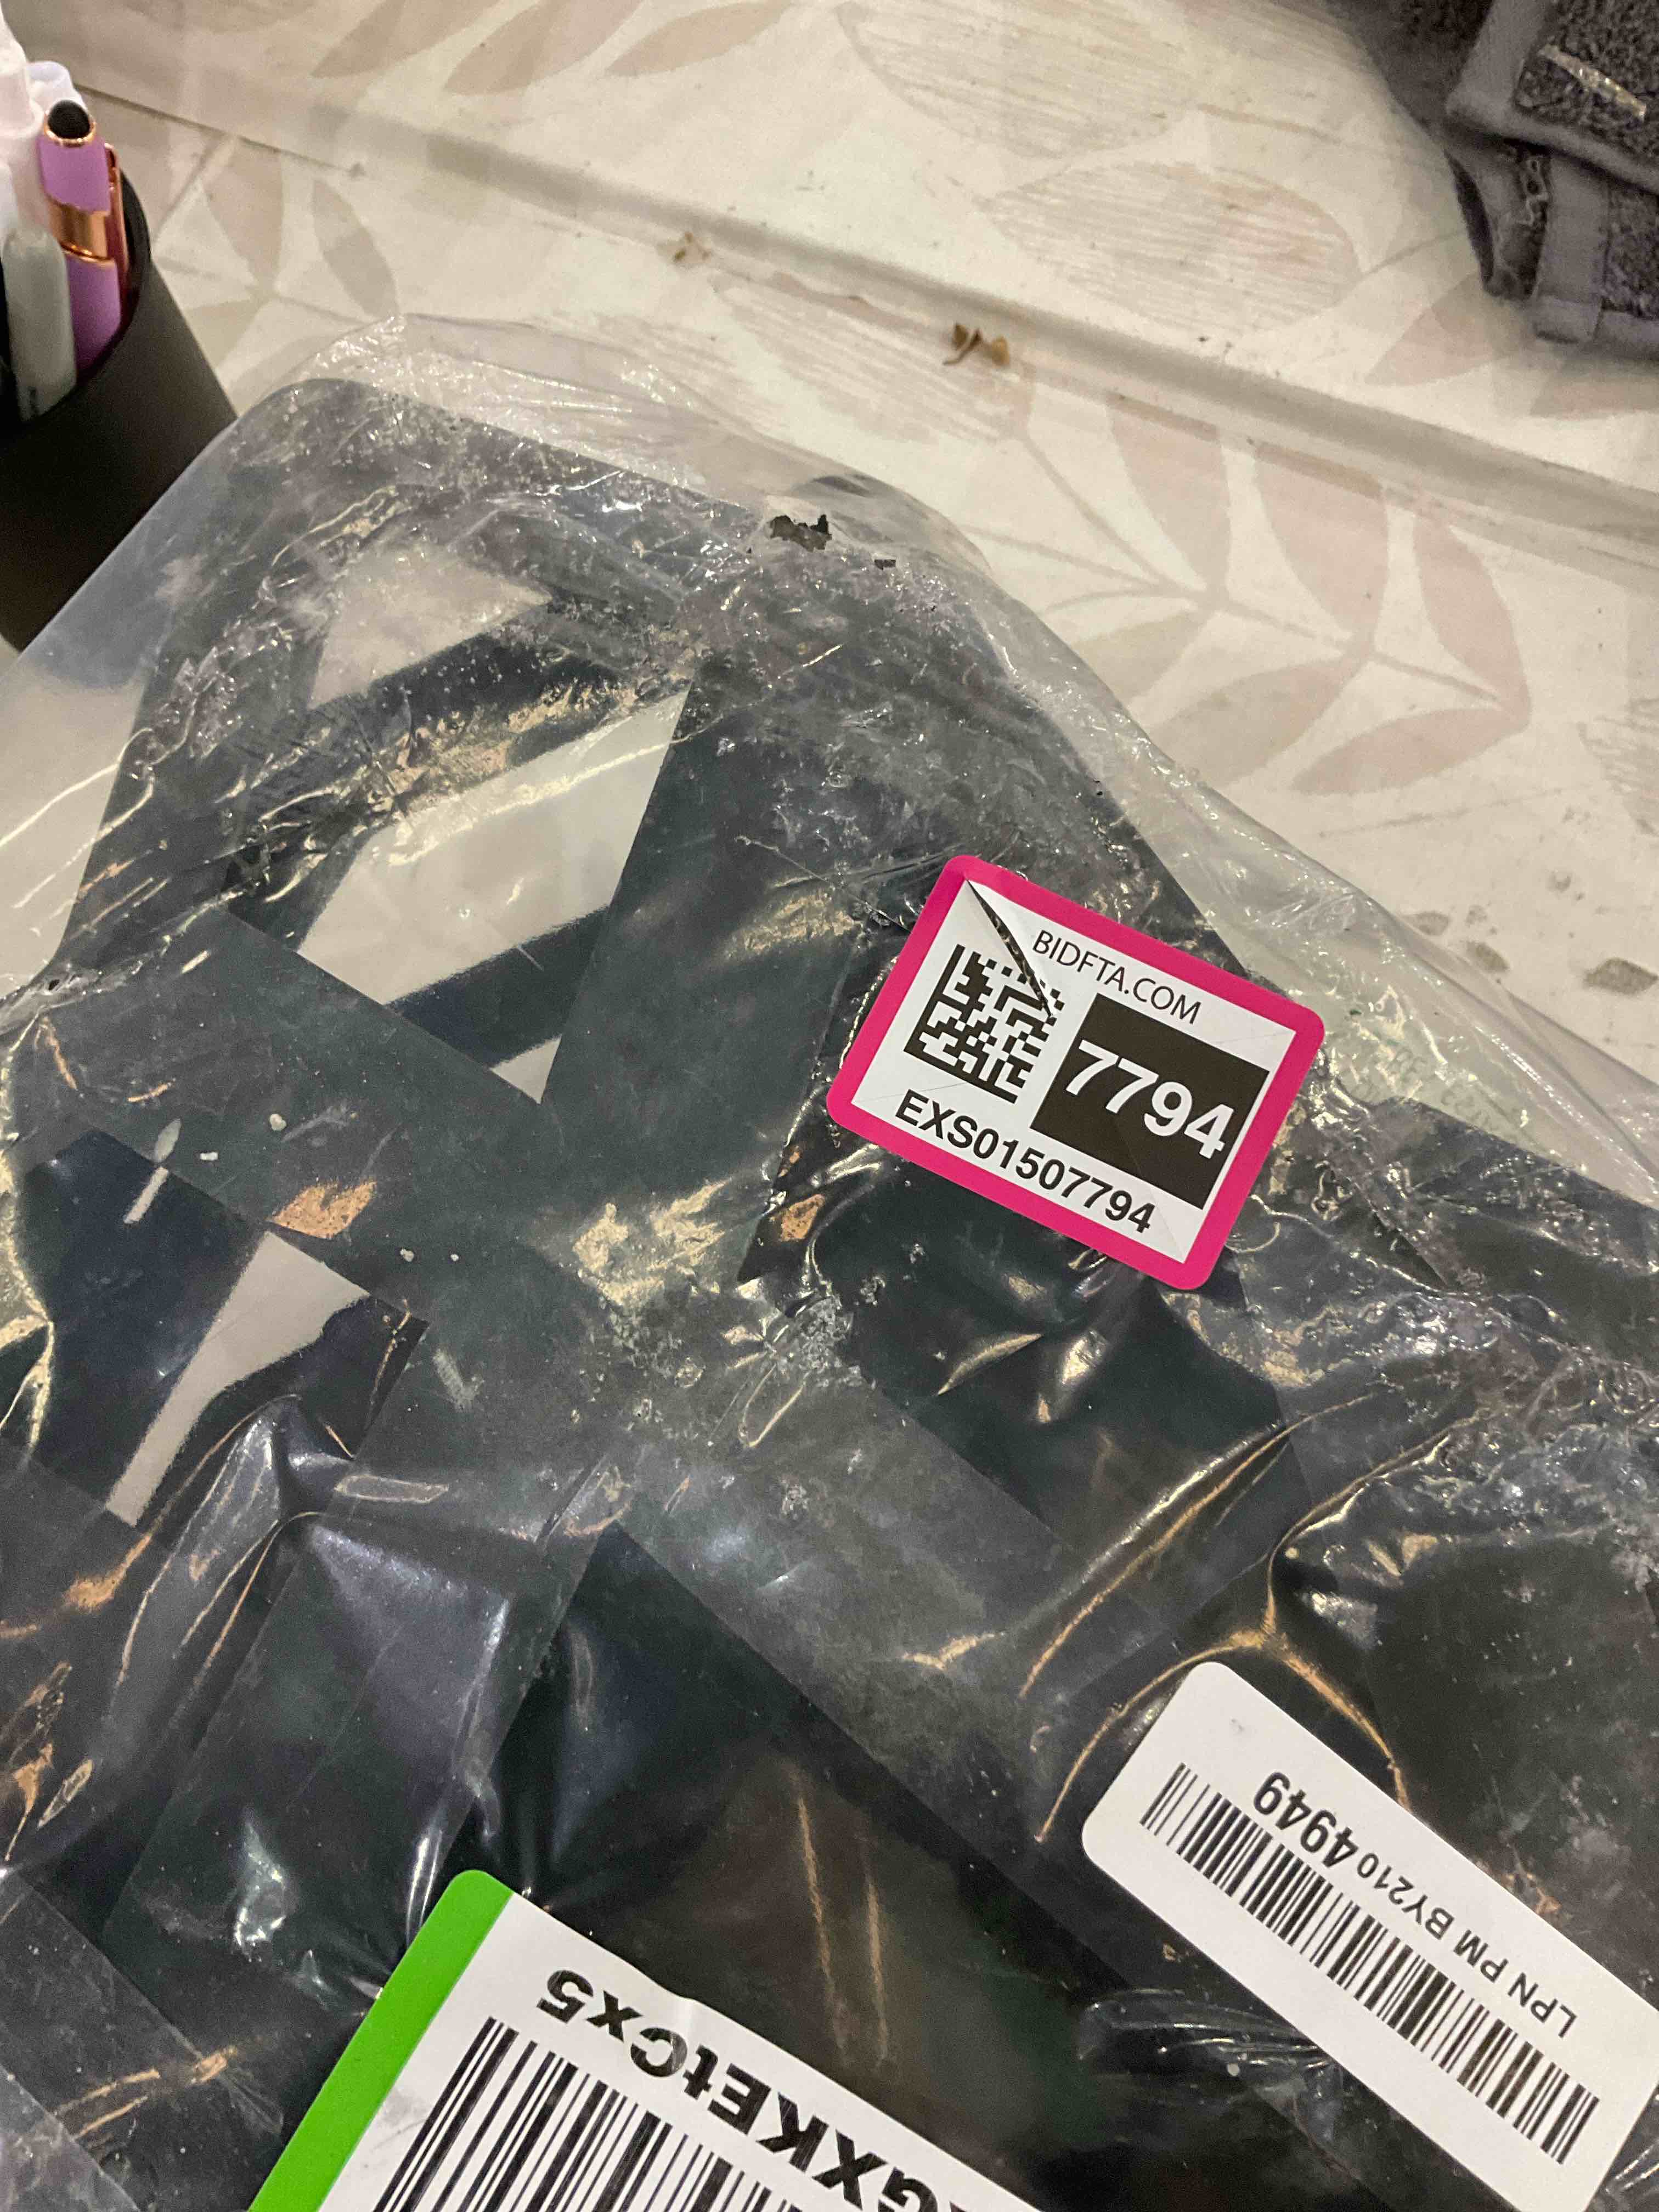 BIDFTA.COM
7794
EXS01507794
LPN PM BY210 4949
GXKEtCx5